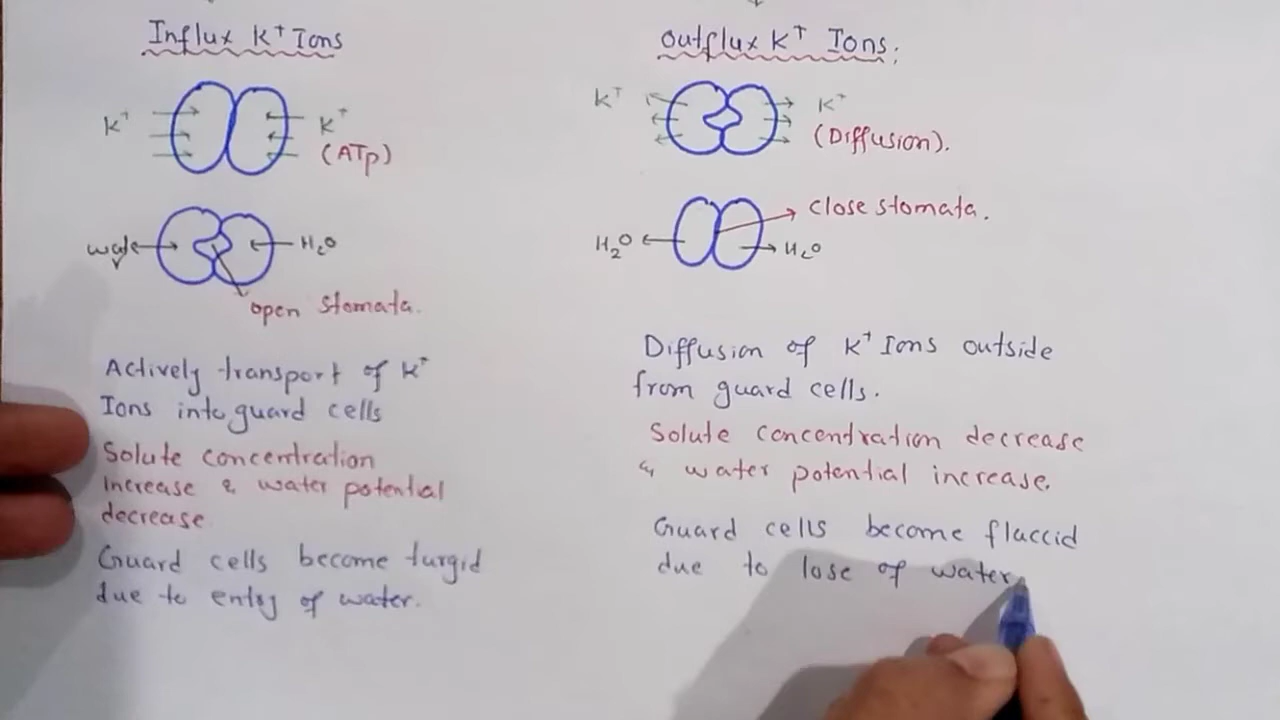 Influx K⁺ Ions
K⁺
K⁺
(ATp)
water
H₂O
open stomata.
Actively transport of K⁺
Ions into guard cells
Solute concentration
increase & water potential
decrease
Guard cells become turgid
due to entry of water.
outflux K⁺ Ions:
K⁺
K⁺
(Diffusion).
close stomata.
H₂O
H₂O
Diffusion of K⁺ Ions outside
from guard cells.
Solute concentration decrease
& water potential increase.
Guard cells become flaccid
due to lose of water